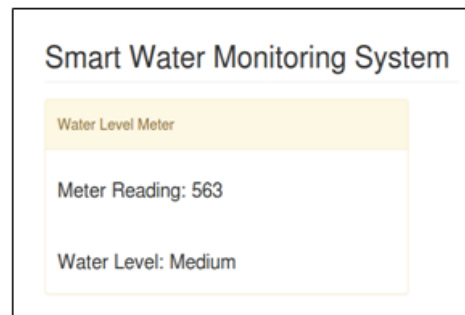 Smart Water Monitoring System
Water Level Meter
Meter Reading: 563
Water Level: Medium